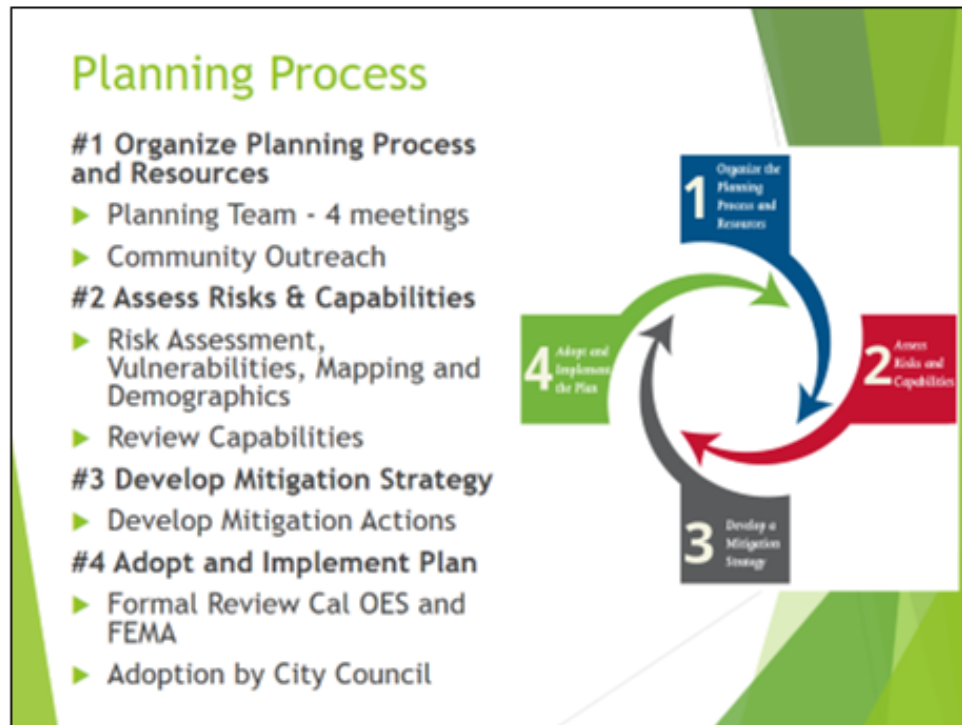 Planning Process
#1 Organize Planning Process
and Resources
Planning Team - 4 meetings
Community Outreach
#2 Assess Risks & Capabilities
Risk Assessment,
Vulnerabilities, Mapping and
Demographics
Review Capabilities
#3 Develop Mitigation Strategy
Develop Mitigation Actions
#4 Adopt and Implement Plan
Formal Review Cal OES and
FEMA
Adoption by City Council
1
Organize the
Planning
Process and
Resources
2
Assess
Risks and
Capabilities
3
Develop a
Mitigation
Strategy
4
Adopt and
Implement
the Plan